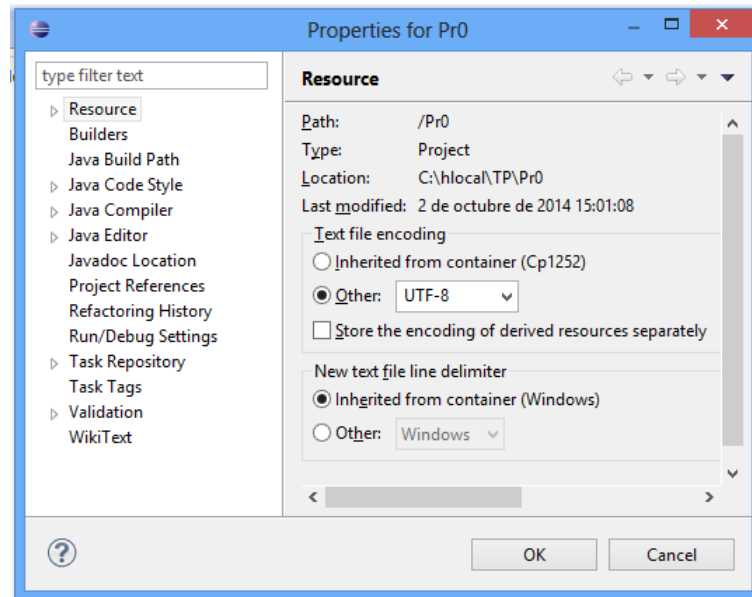 Properties for Pr0
type filter text
Resource
Builders
Java Build Path
Java Code Style
Java Compiler
Java Editor
Javadoc Location
Project References
Refactoring History
Run/Debug Settings
Task Repository
Task Tags
Validation
WikiText
Resource
Path: /Pr0
Type: Project
Location: C:\hlocal\TP\Pr0
Last modified: 2 de octubre de 2014 15:01:08
Text file encoding
Inherited from container (Cp1252)
Other: UTF-8
Store the encoding of derived resources separately
New text file line delimiter
Inherited from container (Windows)
Other: Windows
?
OK Cancel